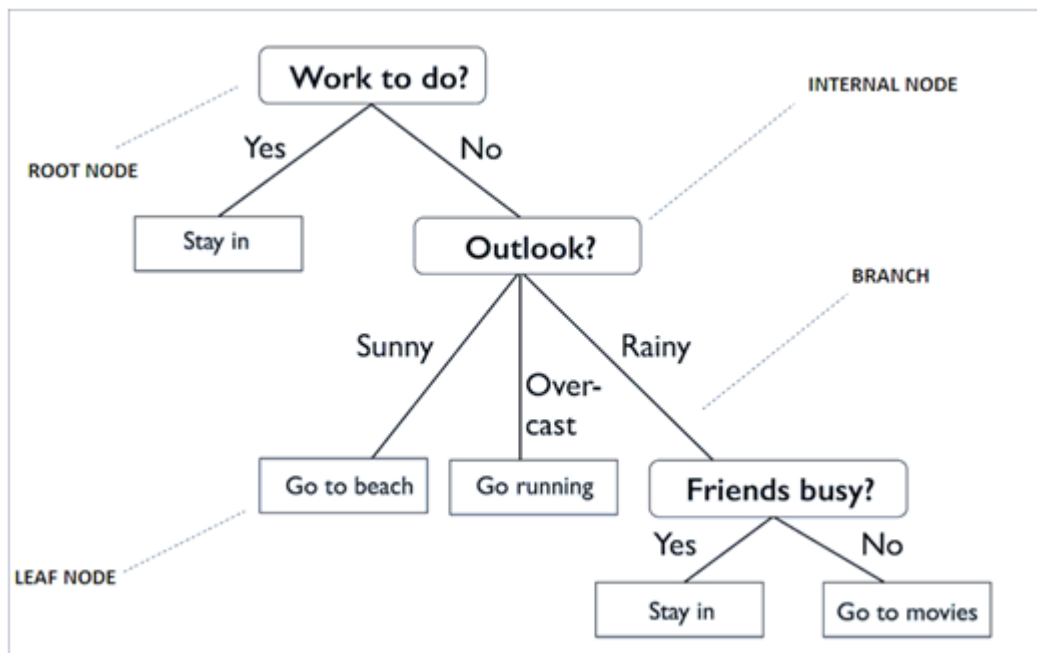 Work to do?
INTERNAL NODE
Yes
No
ROOT NODE
Stay in
Outlook?
BRANCH
Sunny
Rainy
Over-
cast
Go to beach
Go running
Friends busy?
Yes
No
LEAF NODE
Stay in
Go to movies